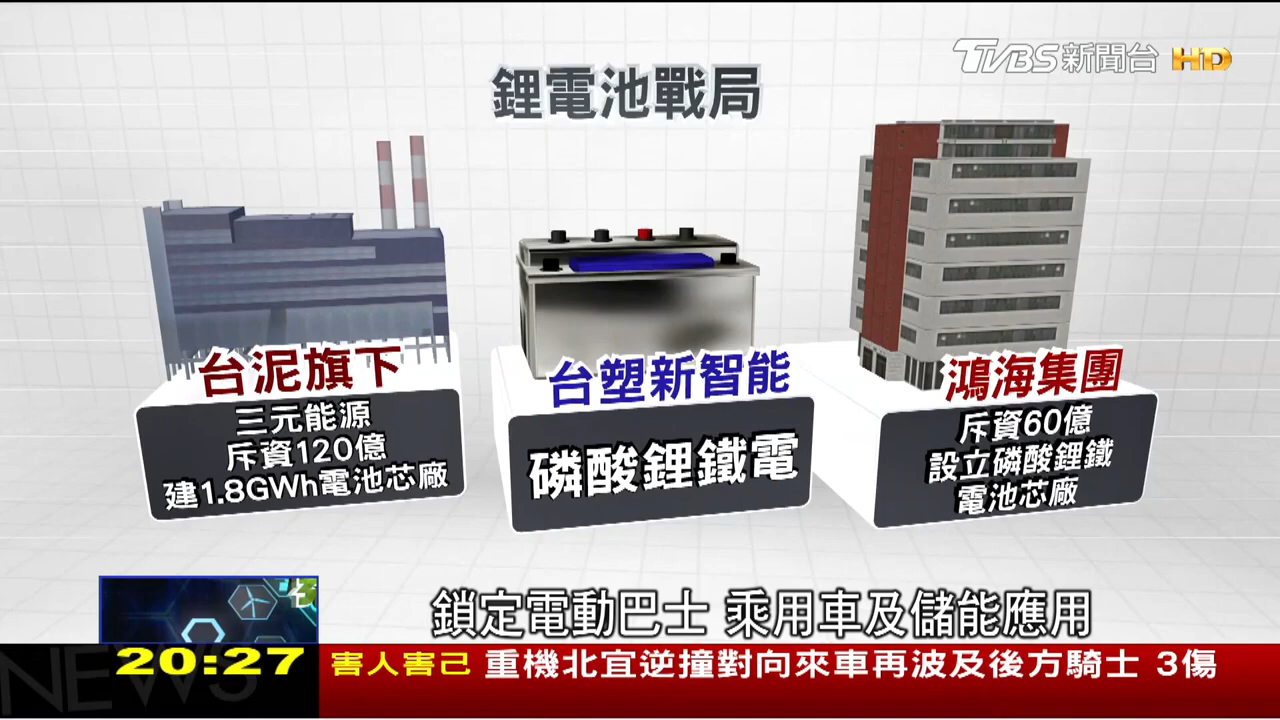 TVBS新聞台 HD
鋰電池戰局
台泥旗下
三元能源
斥資120億
建1.8GWh電池芯廠
台塑新智能
磷酸鋰鐵電
鴻海集團
斥資60億
設立磷酸鋰鐵
電池芯廠
鎖定電動巴士 乘用車及儲能應用
NEWS
20:27
害人害己 重機北宜逆撞對向來車再波及後方騎士 3傷